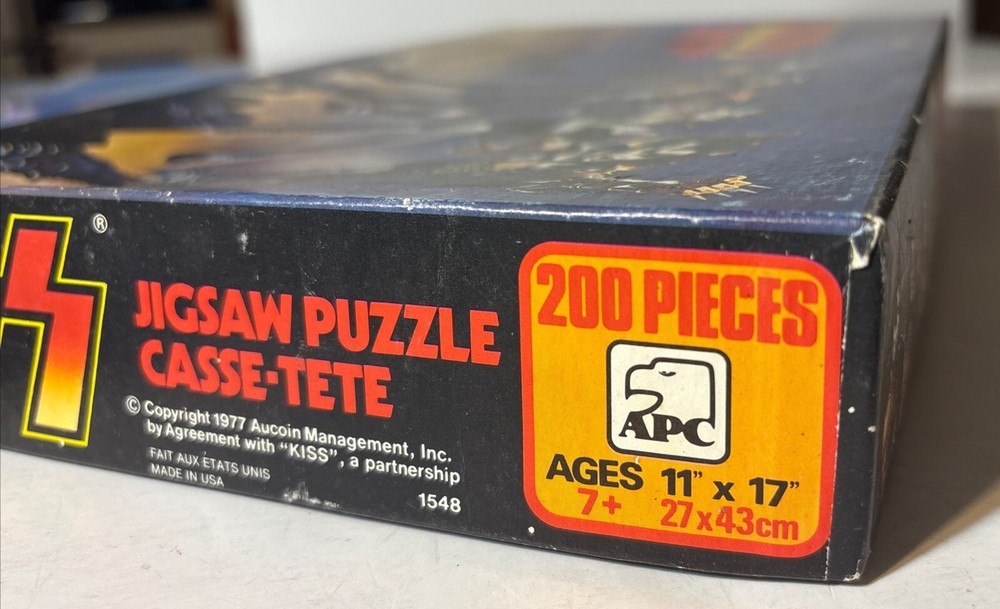 S
®
JIGSAW PUZZLE
CASSE-TETE
© Copyright 1977 Aucoin Management, Inc.
by Agreement with "KISS", a partnership
FAIT AUX ETATS UNIS
MADE IN USA
1548
200 PIECES
APC
AGES 11" x 17"
7+ 27x43cm